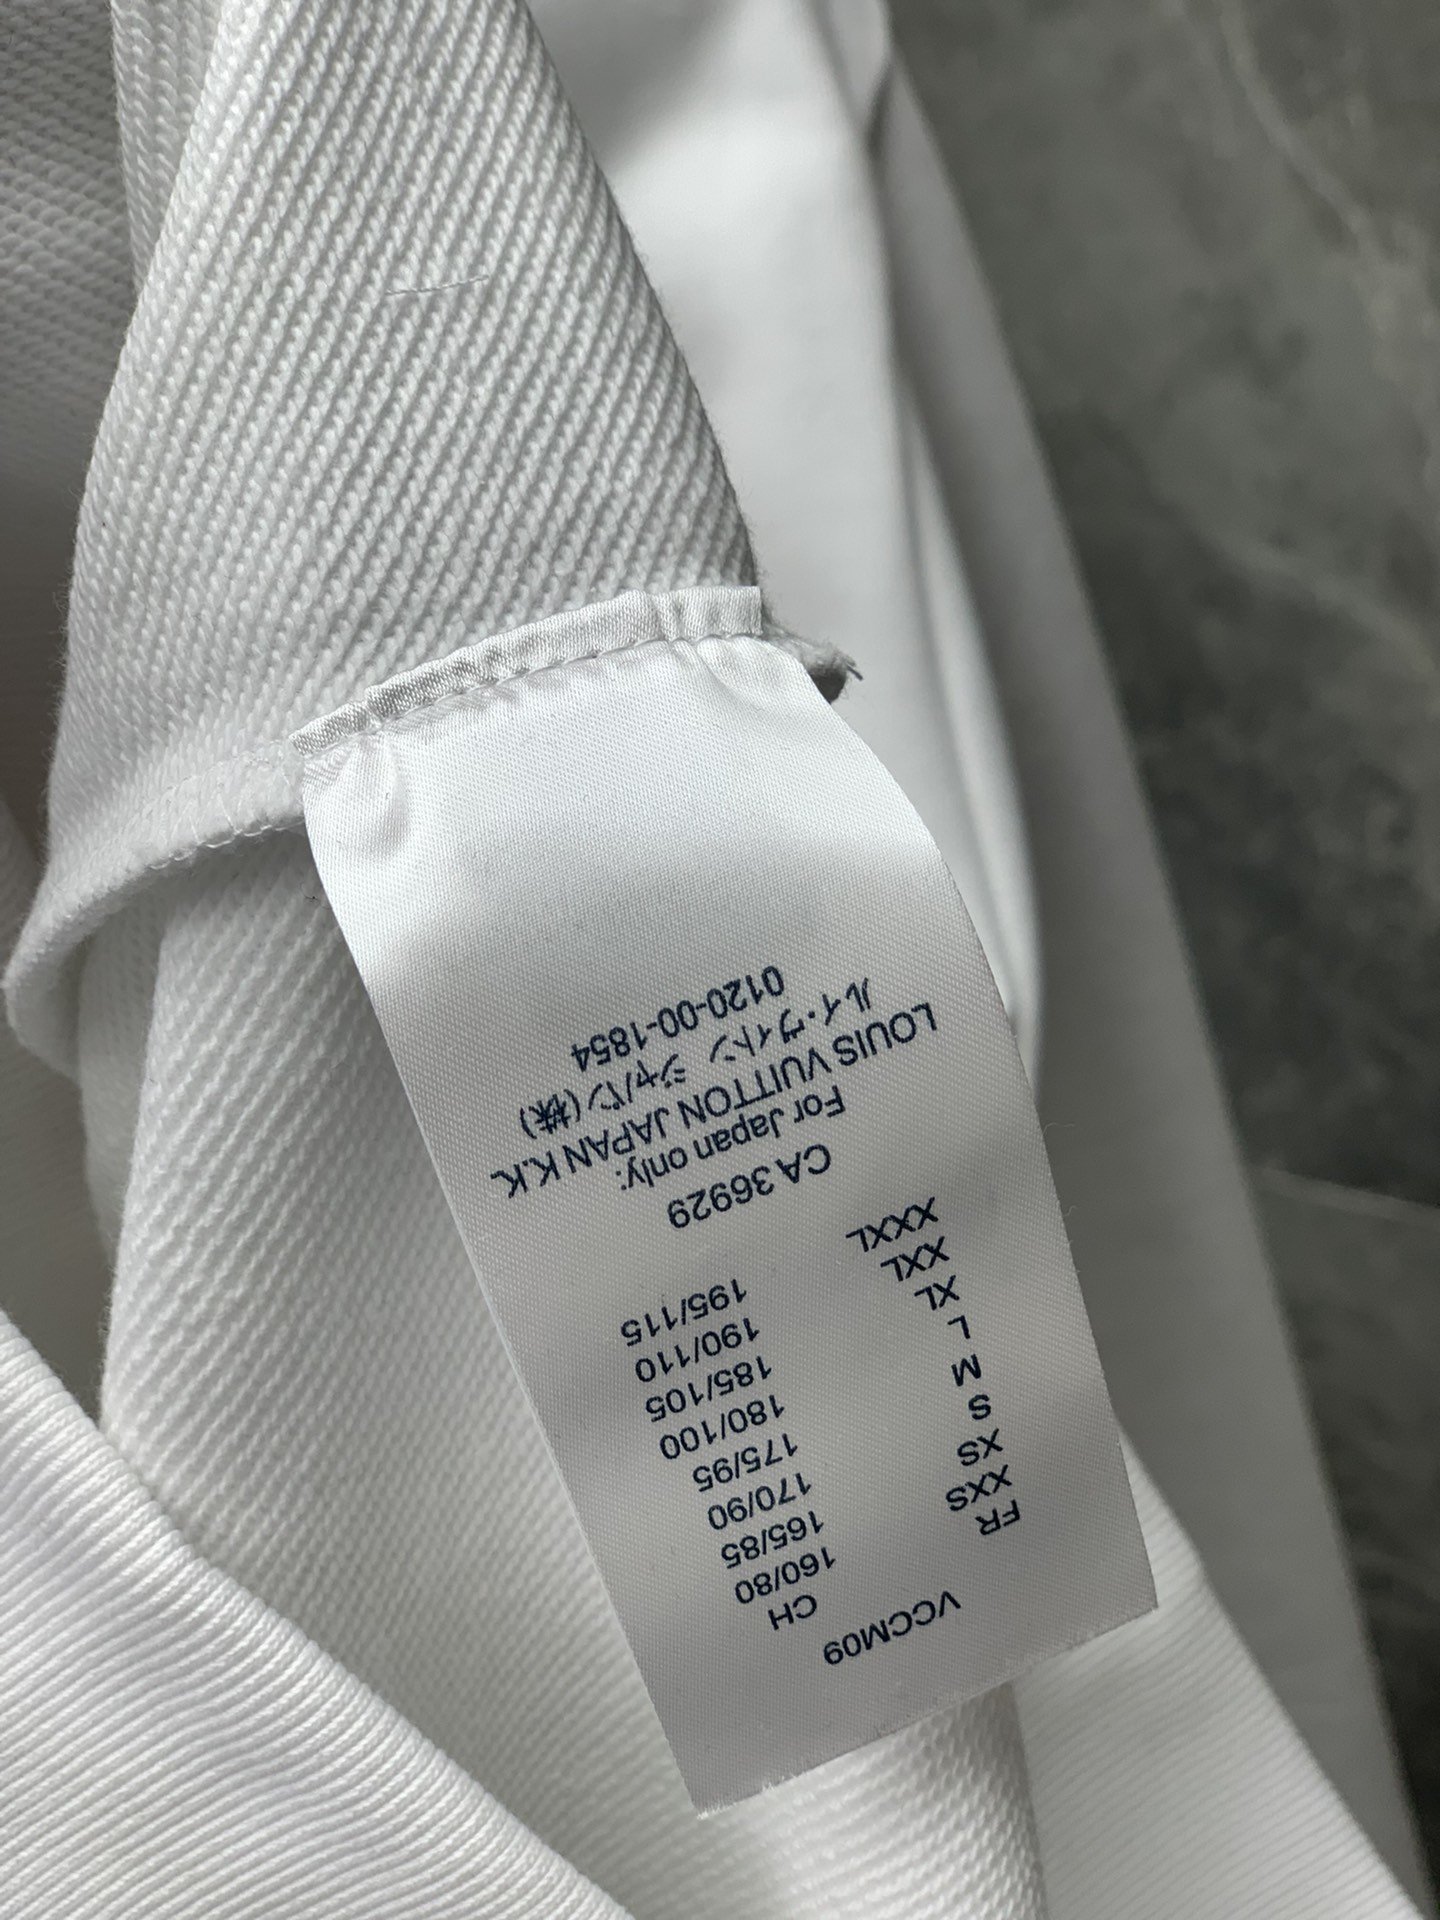 VCCM09
FR CH
XXS 160/80
XS 165/85
S 170/90
M 175/95
L 180/100
XL 185/105
XXL 190/110
XXXL 195/115
CA 36929
For Japan only:
LOUIS VUITTON JAPAN K.K.
ルイ・ヴィトン ジャパン(株)
0120-00-1854